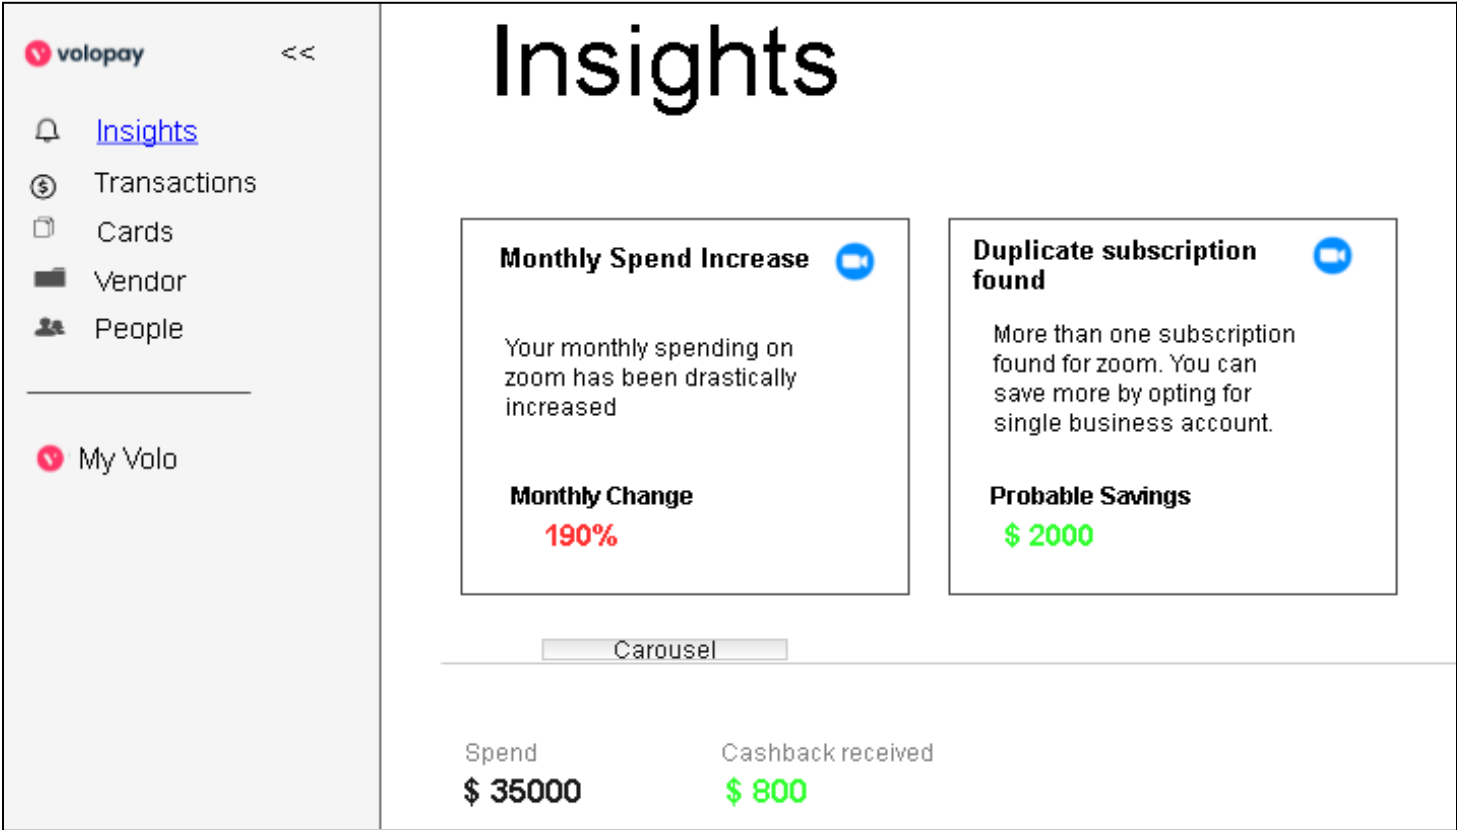 volopay <<
Insights
Transactions
Cards
Vendor
People
My Volo
Insights
Monthly Spend Increase
Your monthly spending on
zoom has been drastically
increased
Monthly Change
190%
Duplicate subscription
found
More than one subscription
found for zoom. You can
save more by opting for
single business account.
Probable Savings
$ 2000
Carousel
Spend
$ 35000
Cashback received
$ 800